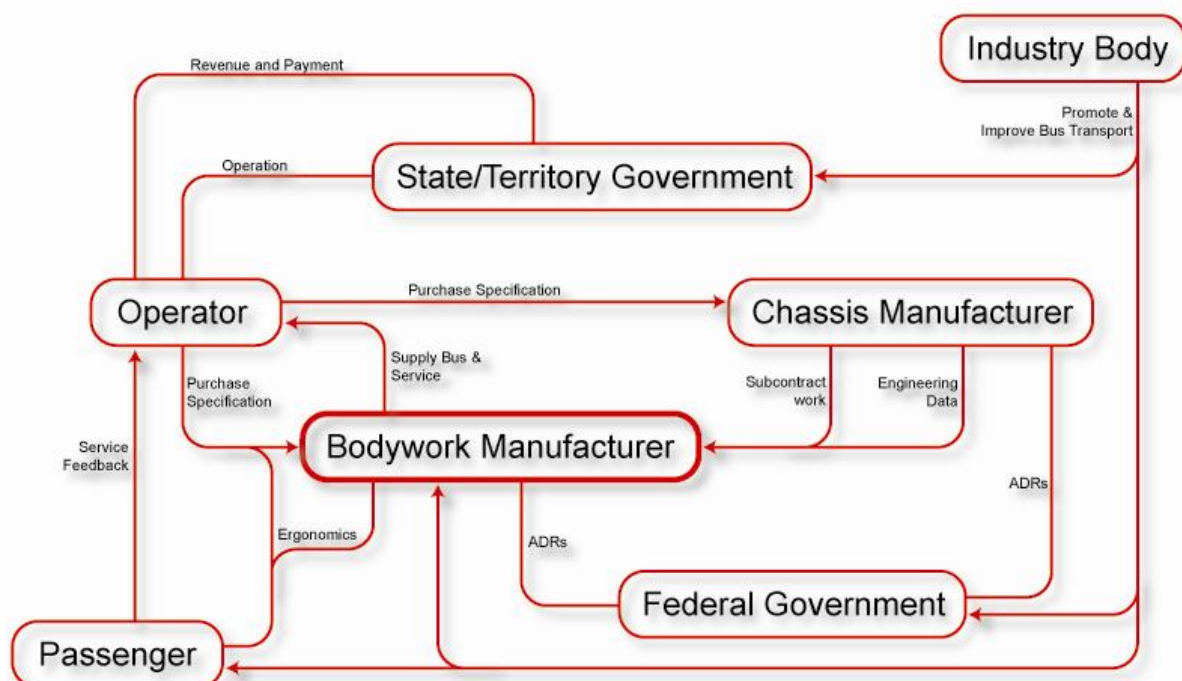 Industry Body
Revenue and Payment
Promote &
Improve Bus Transport
Operation
State/Territory Government
Purchase Specification
Operator
Chassis Manufacturer
Supply Bus &
Service
Purchase
Specification
Subcontract
work
Engineering
Data
Bodywork Manufacturer
Service
Feedback
ADRs
Ergonomics
ADRs
Federal Government
Passenger